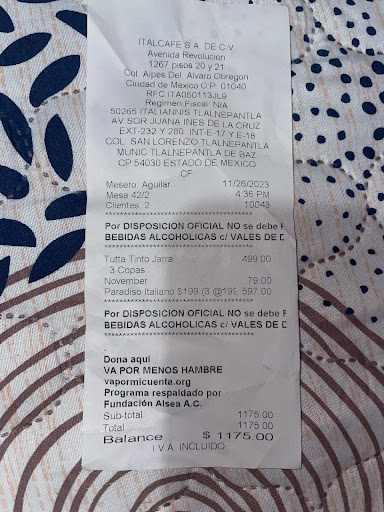 ITALCAFE S.A. DE C.V.
Avenida Revolucion
1267 pisos 20 y 21
Col. Alpes Del. Alvaro Obregon
Ciudad de Mexico C.P. 01040
RFC ITA050113JL9
Regimen Fiscal: N/A
50265 ITALIANNIS TLALNEPANTLA
AV SOR JUANA INES DE LA CRUZ
EXT-232 Y 280 INT-E-17 Y E-18
COL. SAN LORENZO TLALNEPANTLA
MUNIC TLALNEPANTLA DE BAZ
CP 54030 ESTADO DE MEXICO
CF
Mesero: Aguilar 11/26/2023
Mesa 42/2 4:36 PM
Clientes: 2 10043
Por DISPOSICION OFICIAL NO se debe F
BEBIDAS ALCOHOLICAS c/ VALES DE D
Tutta Tinto Jarra 499.00
3 Copas
November 79.00
Paradiso Italiano $199 (3 @199 597.00
Por DISPOSICION OFICIAL NO se debe F
BEBIDAS ALCOHOLICAS c/ VALES DE D
Dona aqui
VA POR MENOS HAMBRE
vapormicuenta.org
Programa respaldado por
Fundación Alsea A.C.
Sub-total 1175.00
Total 1175.00
Balance $ 1175.00
I.V.A. INCLUIDO